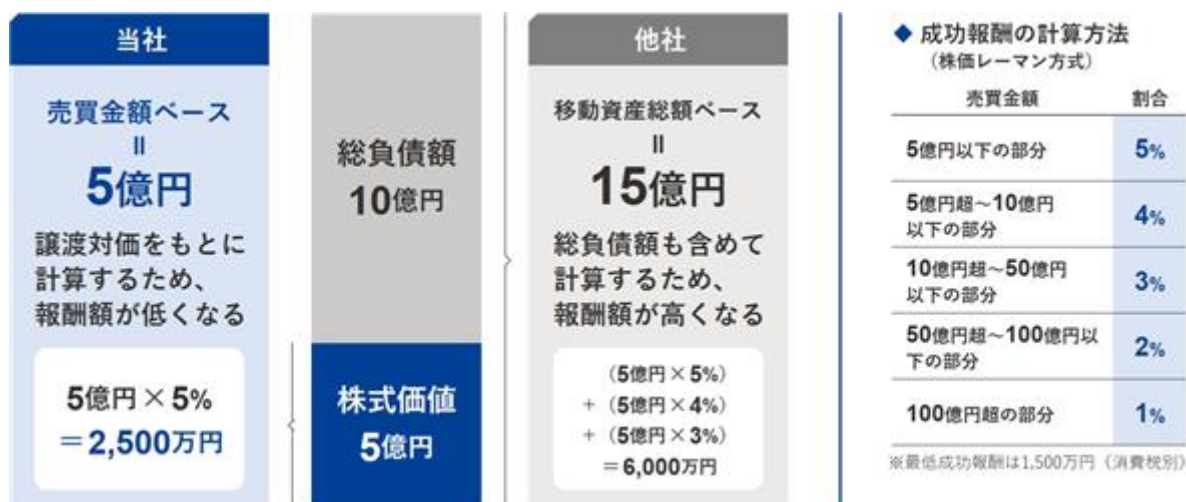 当社
売買金額ベース
＝
5億円
譲渡対価をもとに
計算するため、
報酬額が低くなる
5億円×5%
＝2,500万円
総負債額
10億円
株式価値
5億円
他社
移動資産総額ベース
＝
15億円
総負債額も含めて
計算するため、
報酬額が高くなる
（5億円×5%）
＋（5億円×4%）
＋（5億円×3%）
＝6,000万円
◆ 成功報酬の計算方法
（株価レーマン方式）
売買金額 割合
5億円以下の部分 5%
5億円超～10億円
以下の部分 4%
10億円超～50億円
以下の部分 3%
50億円超～100億円以
下の部分 2%
100億円超の部分 1%
※最低成功報酬は1,500万円（消費税別）